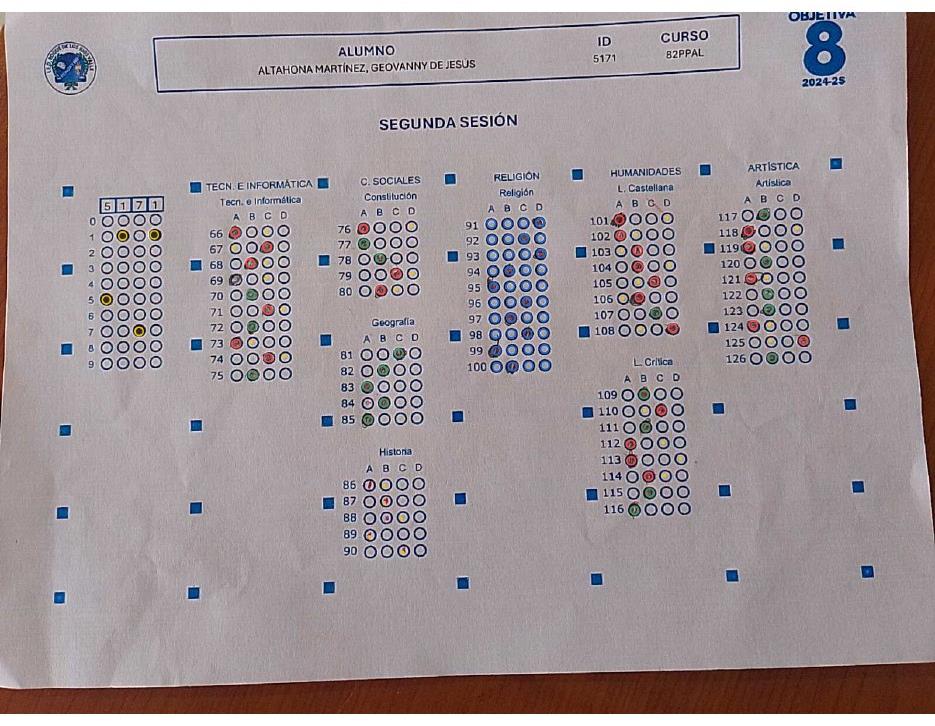 OBJETIVA
8
2024-25
ALUMNO
ALTAHONA MARTÍNEZ, GEOVANNY DE JESÚS
ID
5171
CURSO
82PPAL
SEGUNDA SESIÓN
5 1 7 1
0
1
2
3
4
5
6
7
8
9
TECN. E INFORMÁTICA
Tecn. e Informática
A B C D
66
67
68
69
70
71
72
73
74
75
C. SOCIALES
Constitución
A B C D
76
77
78
79
80
Geografía
A B C D
81
82
83
84
85
Historia
A B C D
86
87
88
89
90
RELIGIÓN
Religión
A B C D
91
92
93
94
95
96
97
98
99
100
HUMANIDADES
L. Castellana
A B C D
101
102
103
104
105
106
107
108
L. Crítica
A B C D
109
110
111
112
113
114
115
116
ARTÍSTICA
Artística
A B C D
117
118
119
120
121
122
123
124
125
126